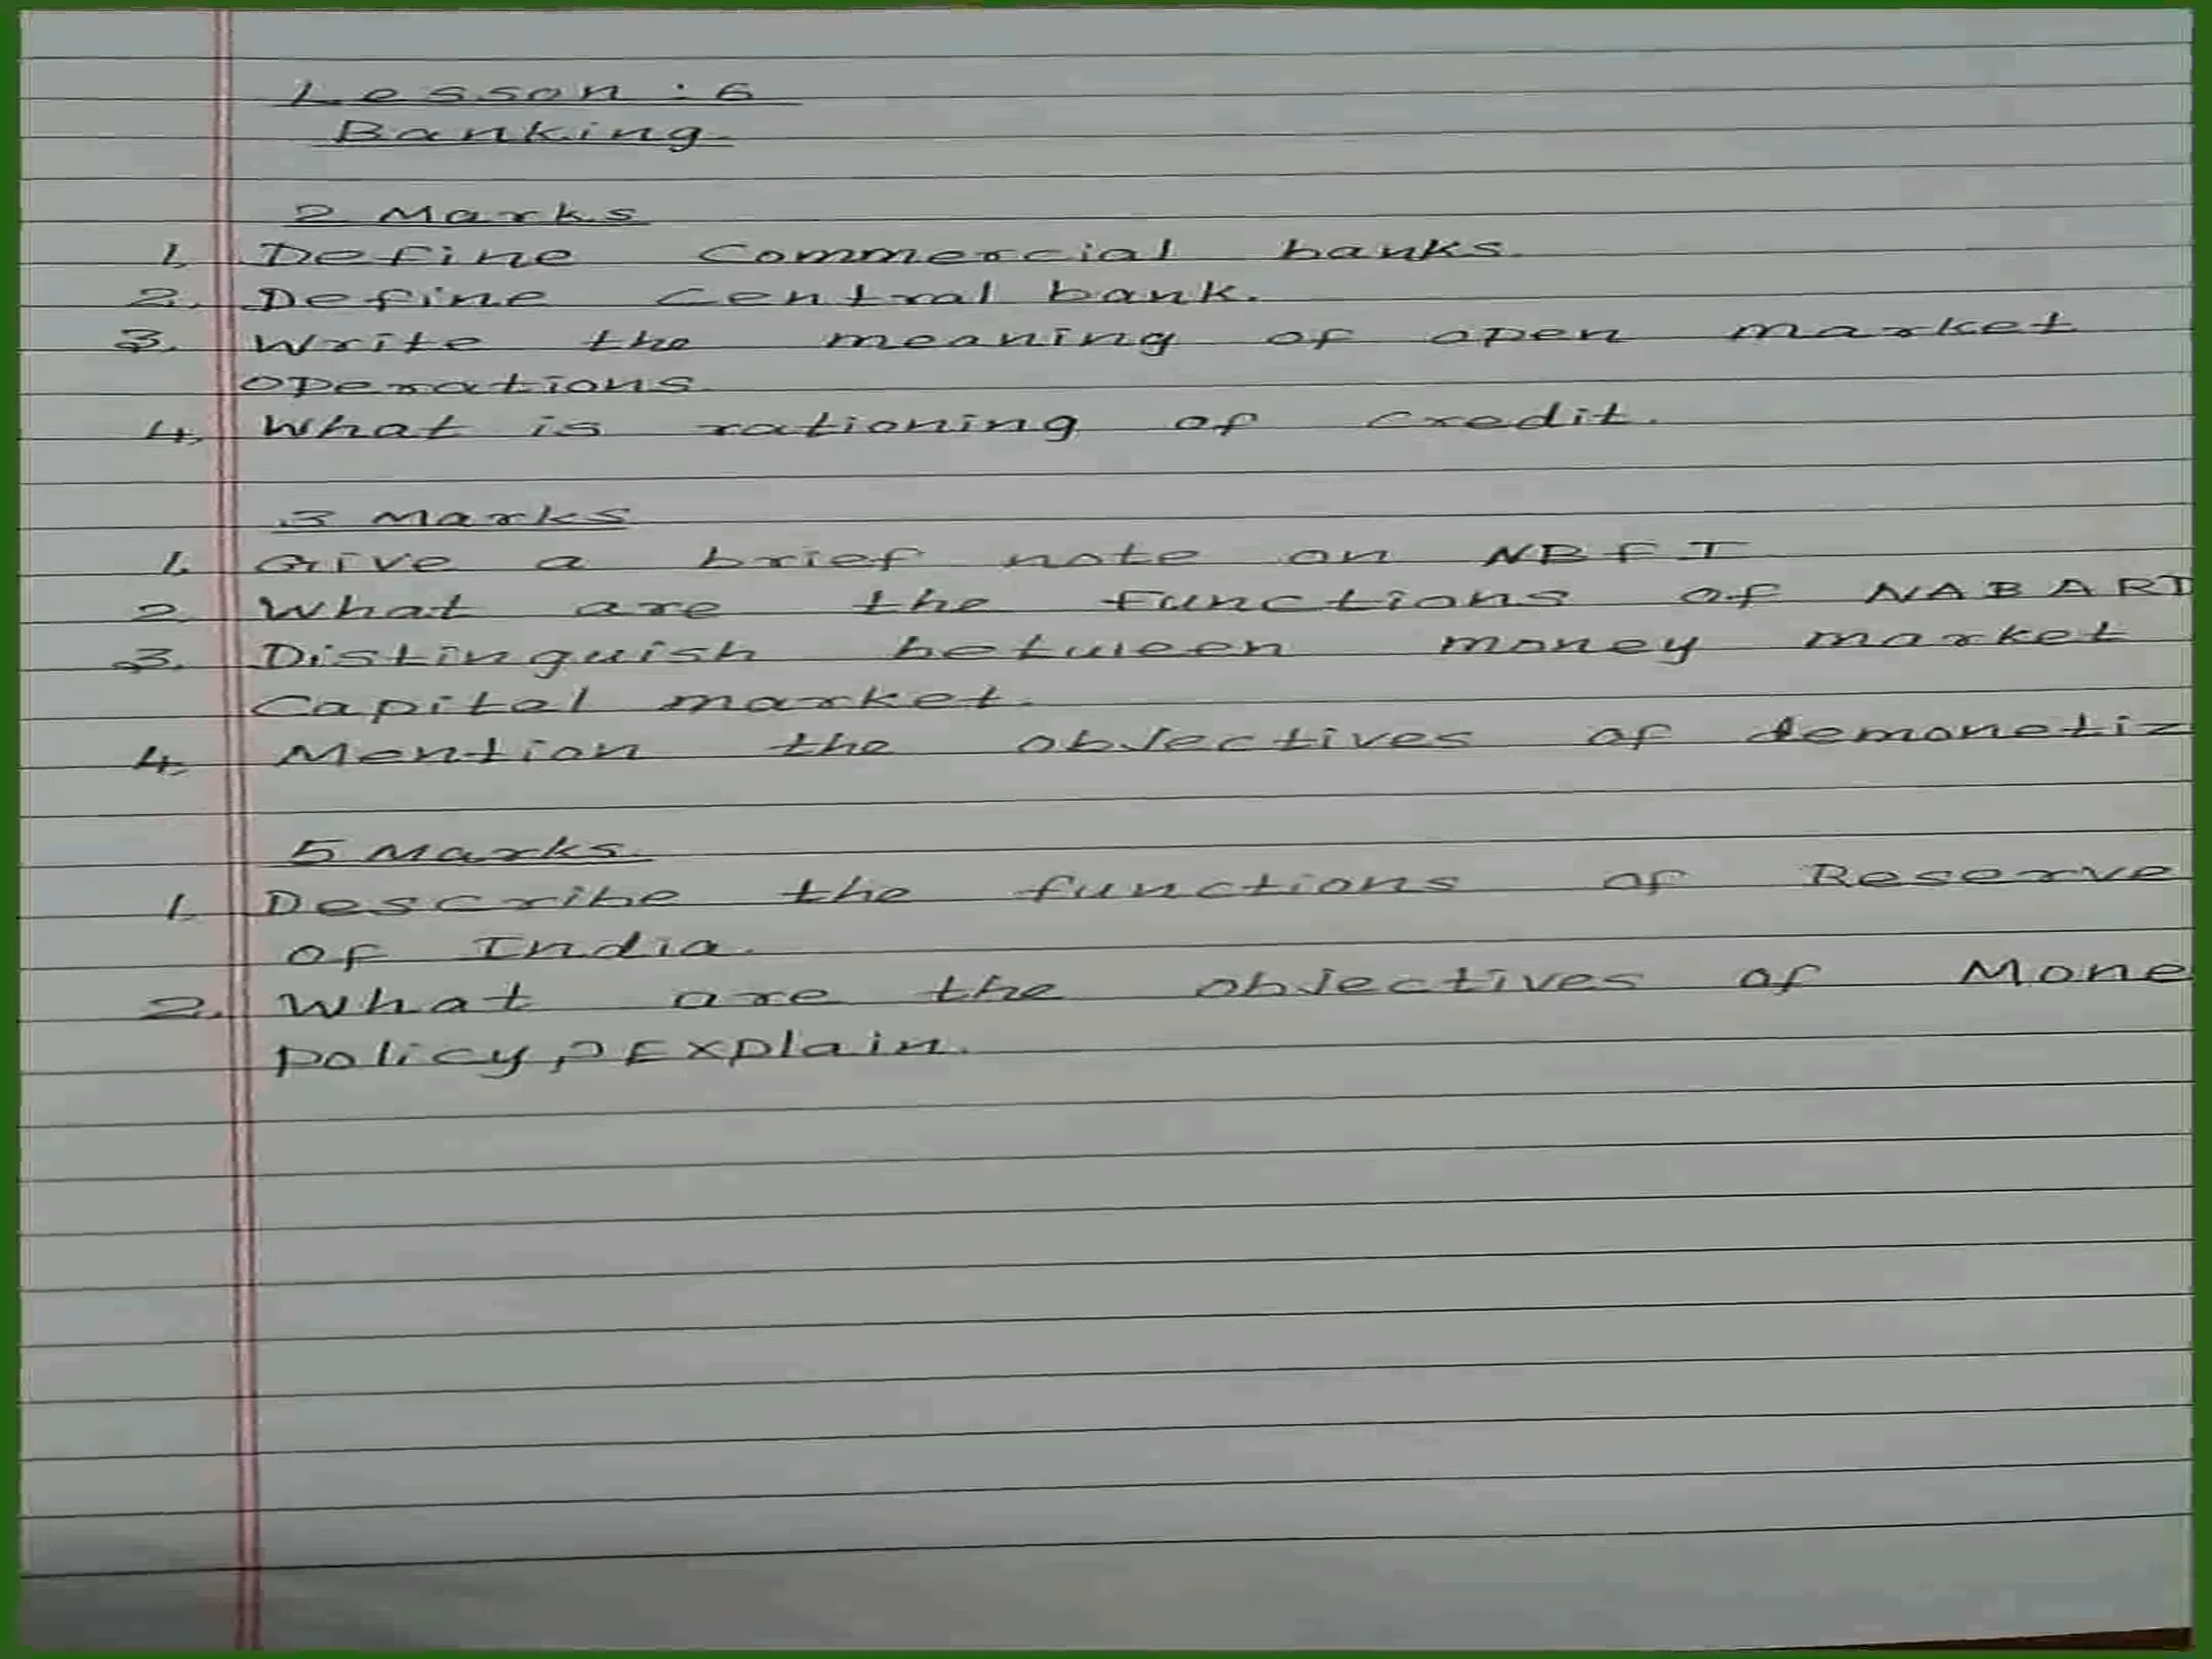 Lesson : 6
Banking
2 Marks
1. Define Commercial banks.
2. Define central bank.
3. Write the meaning of open market
operations
4. What is rationing of credit.
3 Marks
1. Give a brief note on NBFI
2. What are the functions of NABARD
3. Distinguish between money market
Capital market.
4. Mention the objectives of demonetiz
5 Marks
1. Describe the functions of Reserve
of India.
2. What are the objectives of Mone
policy,? Explain.